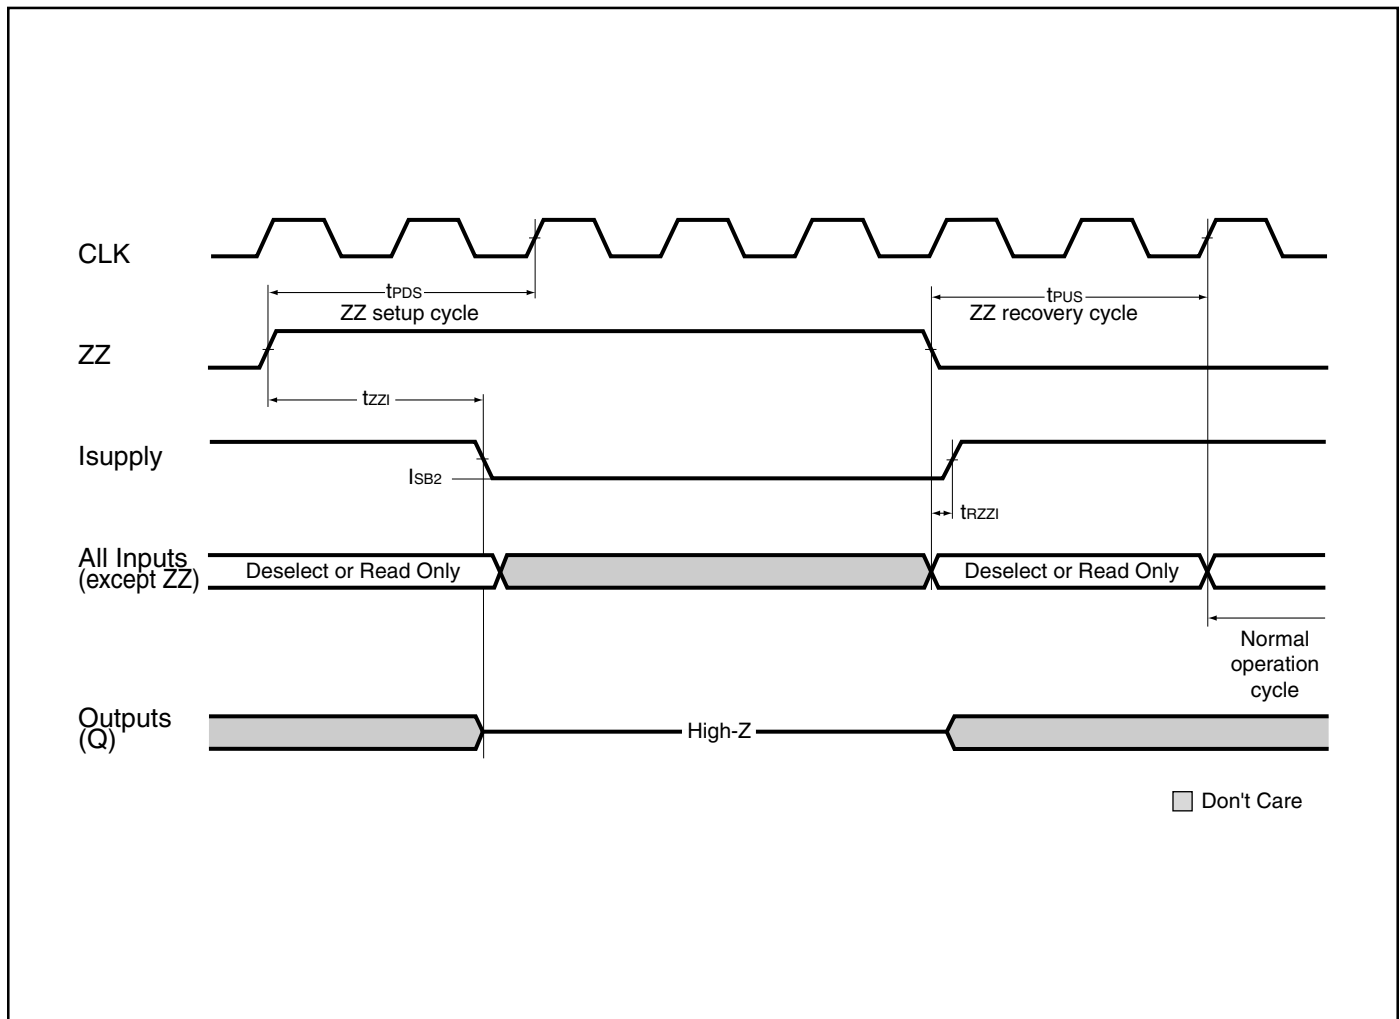 CLK
tPDS
ZZ setup cycle
tPUS
ZZ recovery cycle
ZZ
tZZI
Isupply
ISB2
tRZZI
All Inputs
(except ZZ)
Deselect or Read Only
Deselect or Read Only
Normal
operation
cycle
Outputs
(Q)
High-Z
Don't Care